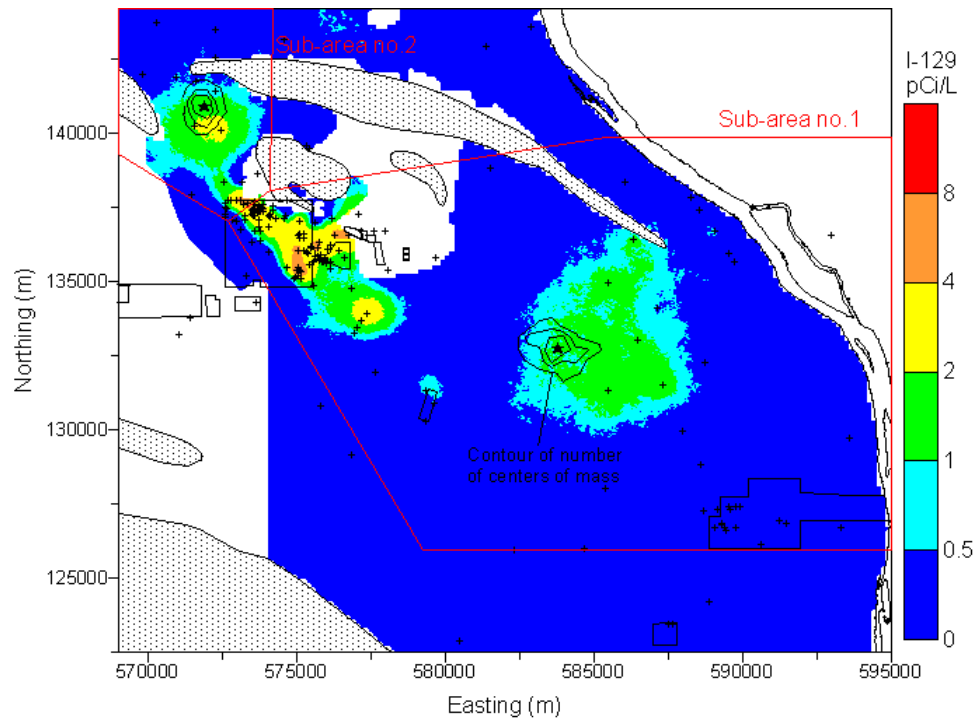 I-129
pCi/L
Sub-area no.2
Sub-area no.1
140000
135000
130000
125000
Northing (m)
Contour of number
of centers of mass
8
4
2
1
0.5
0
570000
575000
580000
585000
590000
595000
Easting (m)